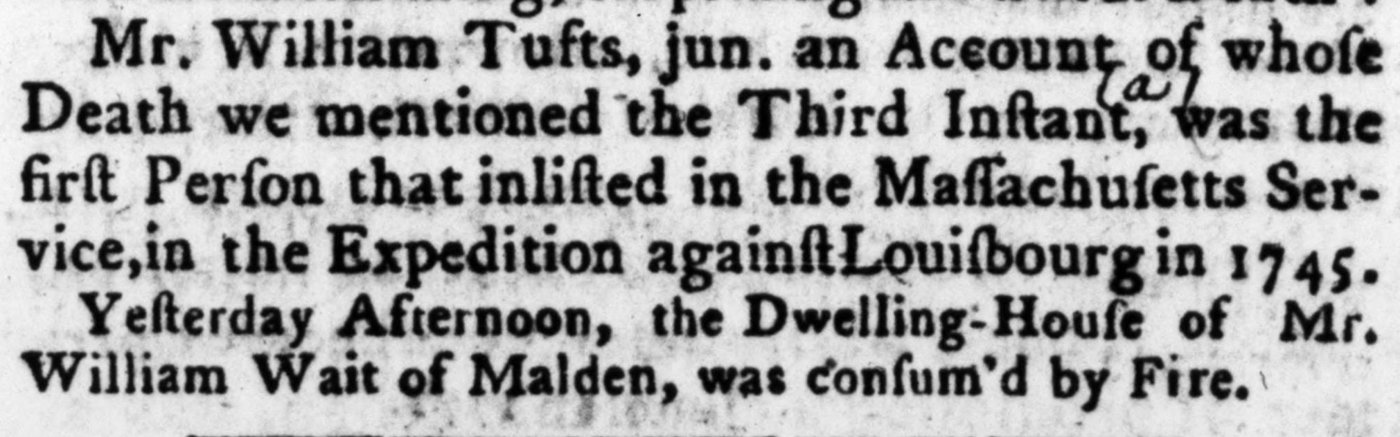 Mr. William Tufts, jun. an Account of whoſe
(a)
Death we mentioned the Third Inſtant, was the
firſt Perſon that inliſted in the Maſſachuſetts Ser-
vice, in the Expedition againſt Louiſbourg in 1745.
Yeſterday Afternoon, the Dwelling-Houſe of Mr.
William Wait of Malden, was conſum'd by Fire.